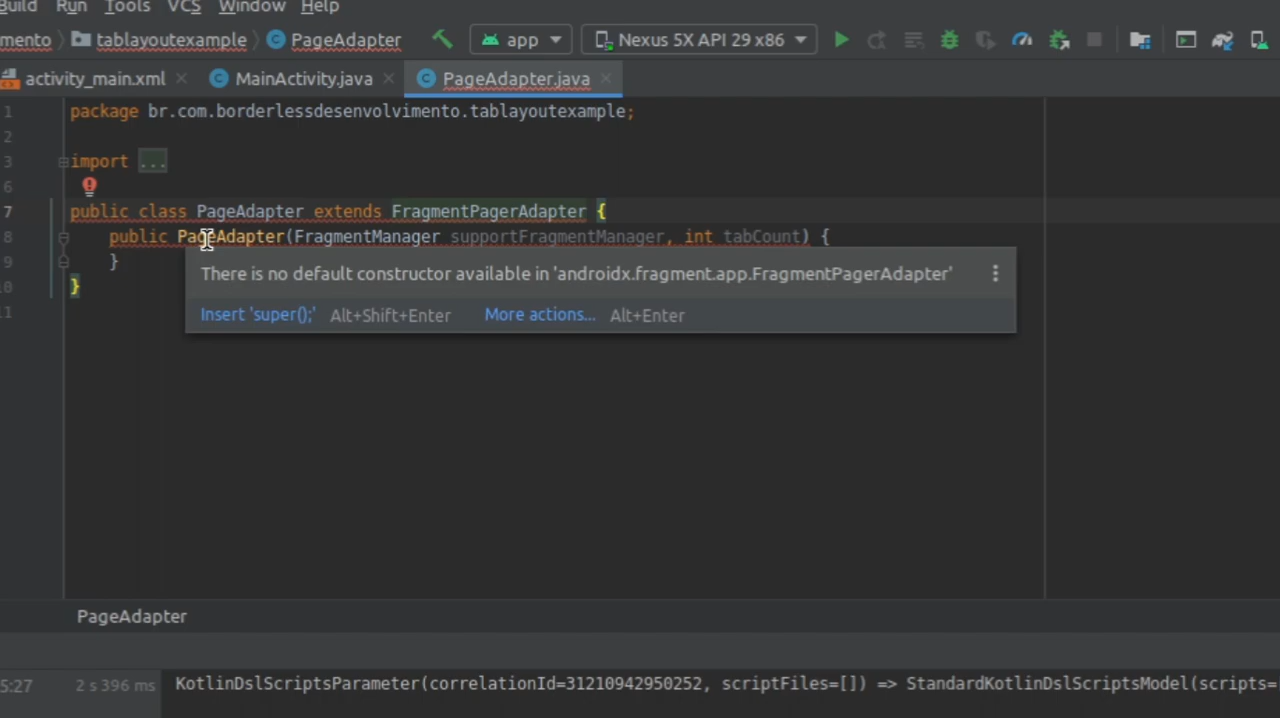 Build Run Tools VCS Window Help
mento tablayoutexample PageAdapter app Nexus 5X API 29 x86
activity_main.xml MainActivity.java PageAdapter.java
1 package br.com.borderlessdesenvolvimento.tablayoutexample;
2
3 import ...
6
7 public class PageAdapter extends FragmentPagerAdapter {
8 public PageAdapter(FragmentManager supportFragmentManager, int tabCount) {
9 }
10 }
11
There is no default constructor available in 'androidx.fragment.app.FragmentPagerAdapter'
Insert 'super();' Alt+Shift+Enter More actions... Alt+Enter
PageAdapter
5:27 2 s 396 ms KotlinDslScriptsParameter(correlationId=31210942950252, scriptFiles=[]) => StandardKotlinDslScriptsModel(scripts=